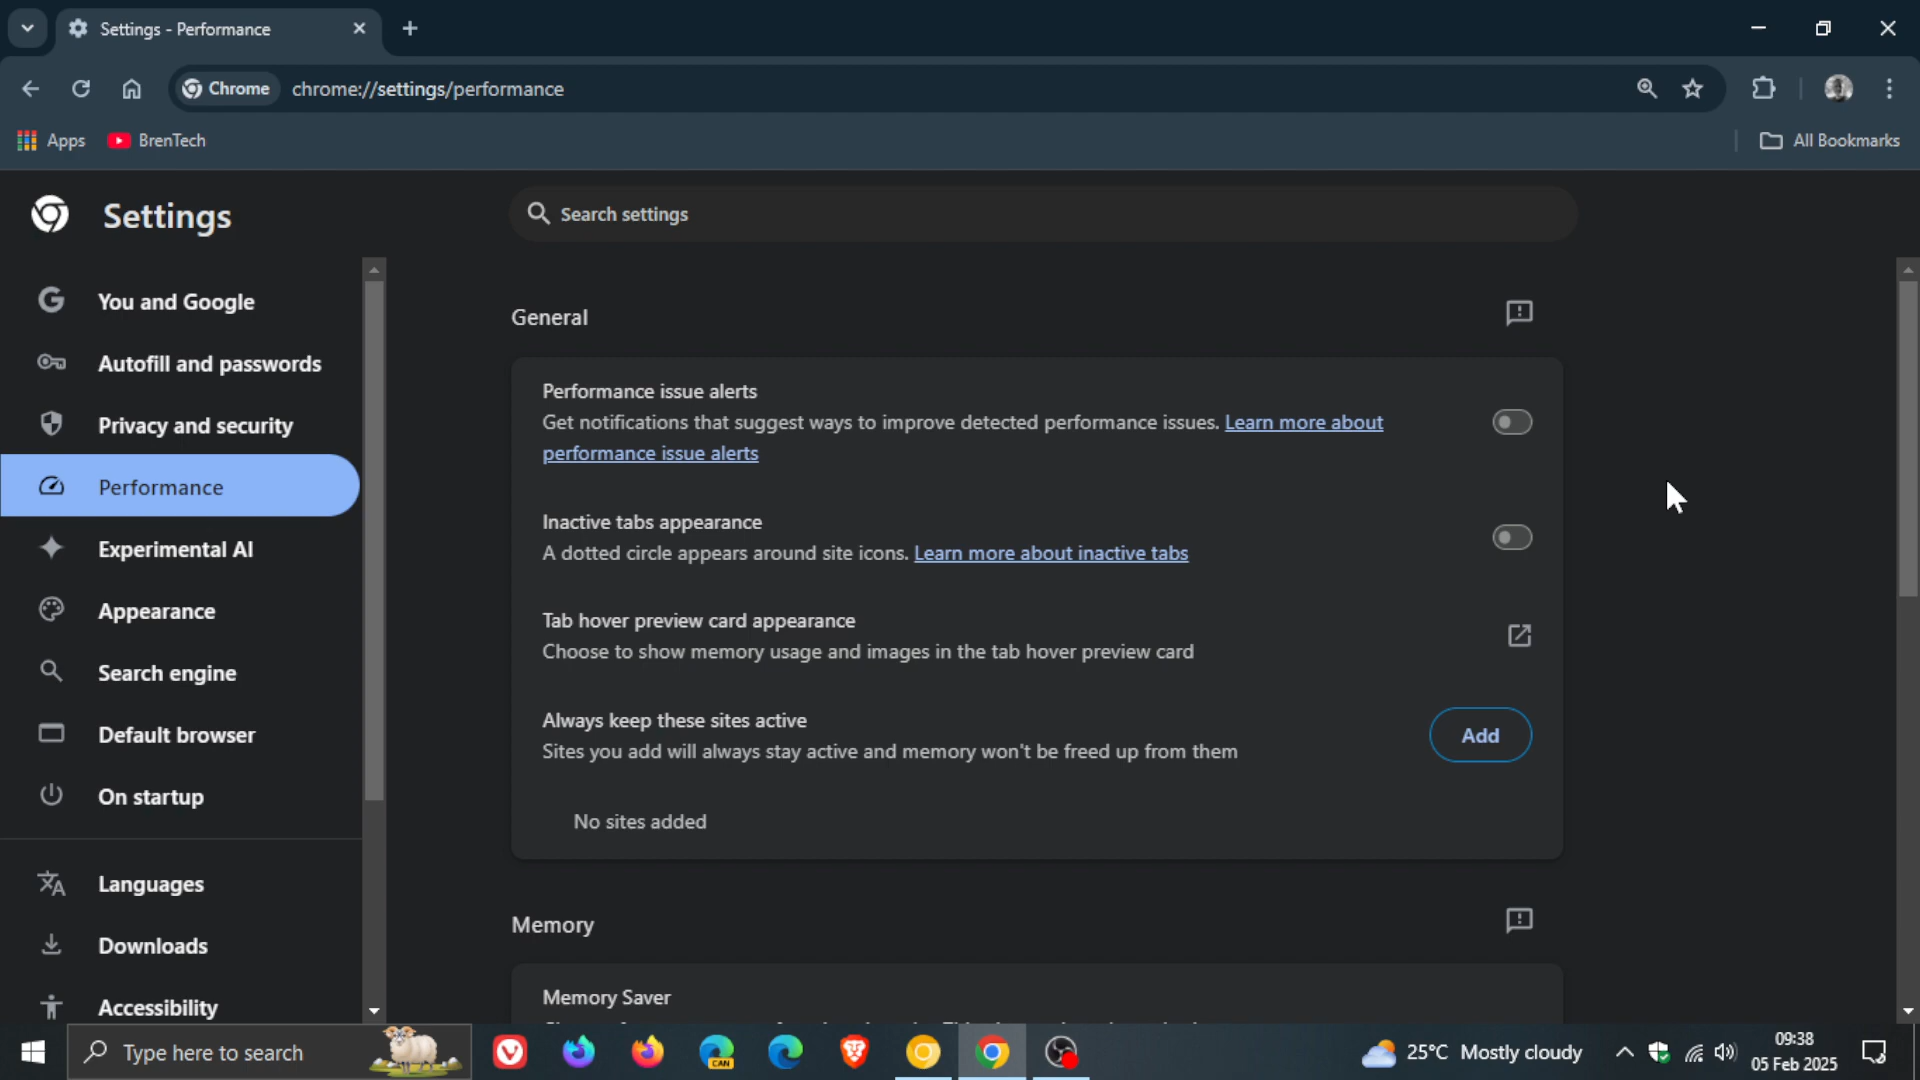 Settings - Performance
Chrome
chrome://settings/performance
Apps
BrenTech
All Bookmarks
Settings
Search settings
You and Google
Autofill and passwords
Privacy and security
Performance
Experimental AI
Appearance
Search engine
Default browser
On startup
Languages
Downloads
Accessibility
General
Performance issue alerts
Get notifications that suggest ways to improve detected performance issues. Learn more about
performance issue alerts
Inactive tabs appearance
A dotted circle appears around site icons. Learn more about inactive tabs
Tab hover preview card appearance
Choose to show memory usage and images in the tab hover preview card
Always keep these sites active
Sites you add will always stay active and memory won't be freed up from them
Add
No sites added
Memory
Memory Saver
Type here to search
CAN
25°C Mostly cloudy
09:38
05 Feb 2025